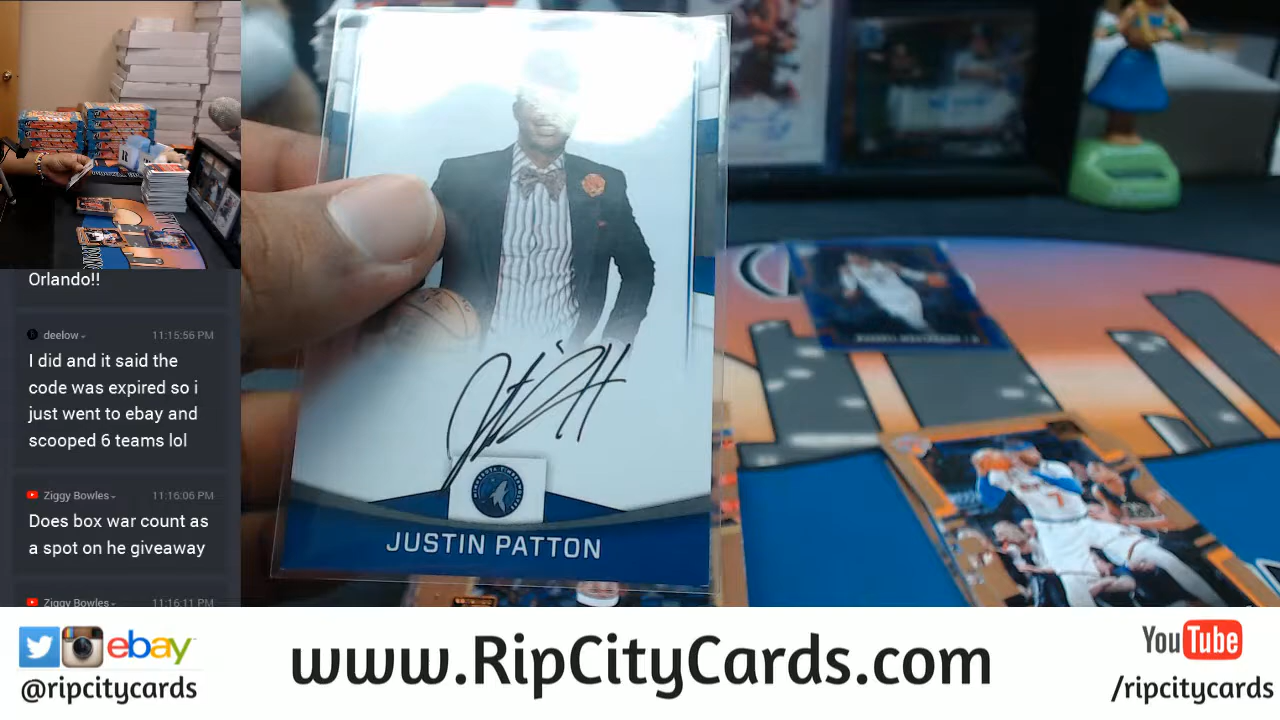 Orlando!!
deelow
11:15:56 PM
I did and it said the
code was expired so i
just went to ebay and
scooped 6 teams lol
Ziggy Bowles
11:16:06 PM
Does box war count as
a spot on he giveaway
Ziggy Bowles
11:16:11 PM
JUSTIN PATTON
7
ebay
@ripcitycards
www.RipCityCards.com
YouTube
/ripcitycards